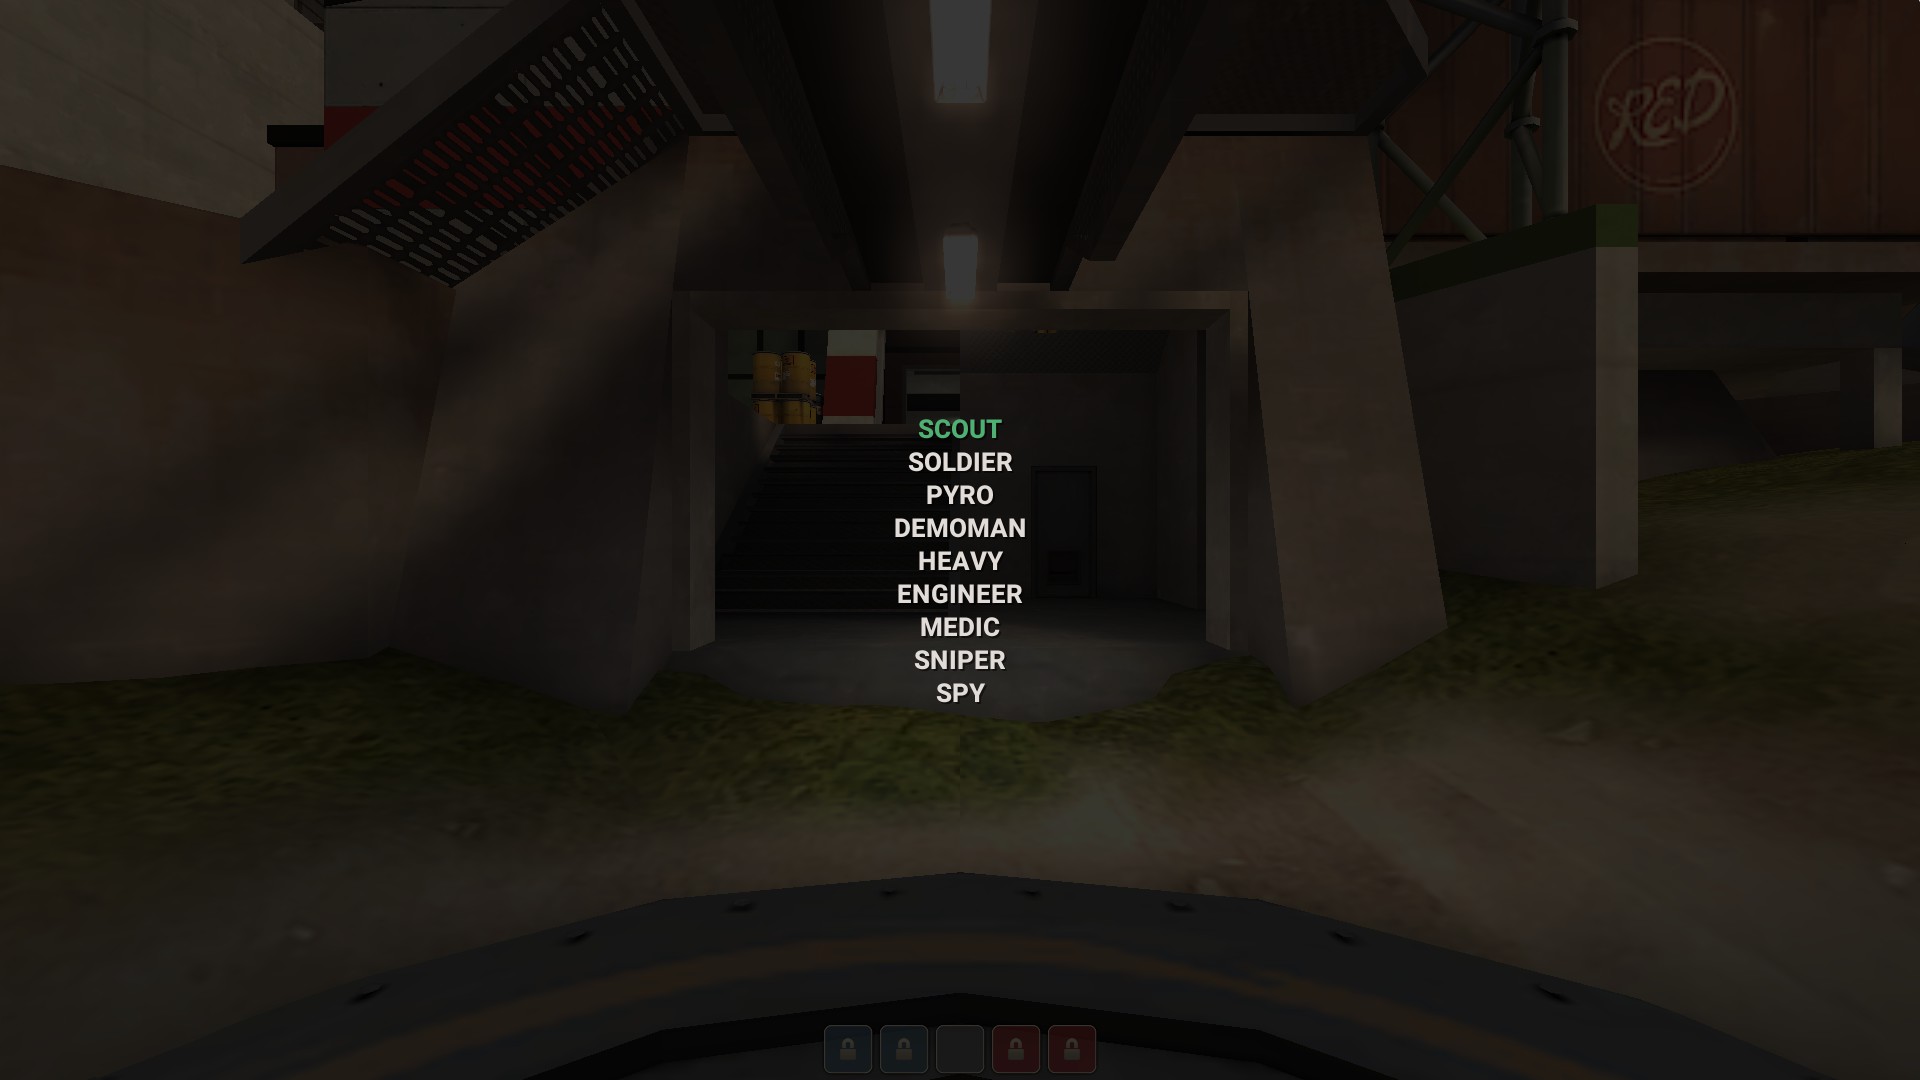 RED
SCOUT
SOLDIER
PYRO
DEMOMAN
HEAVY
ENGINEER
MEDIC
SNIPER
SPY